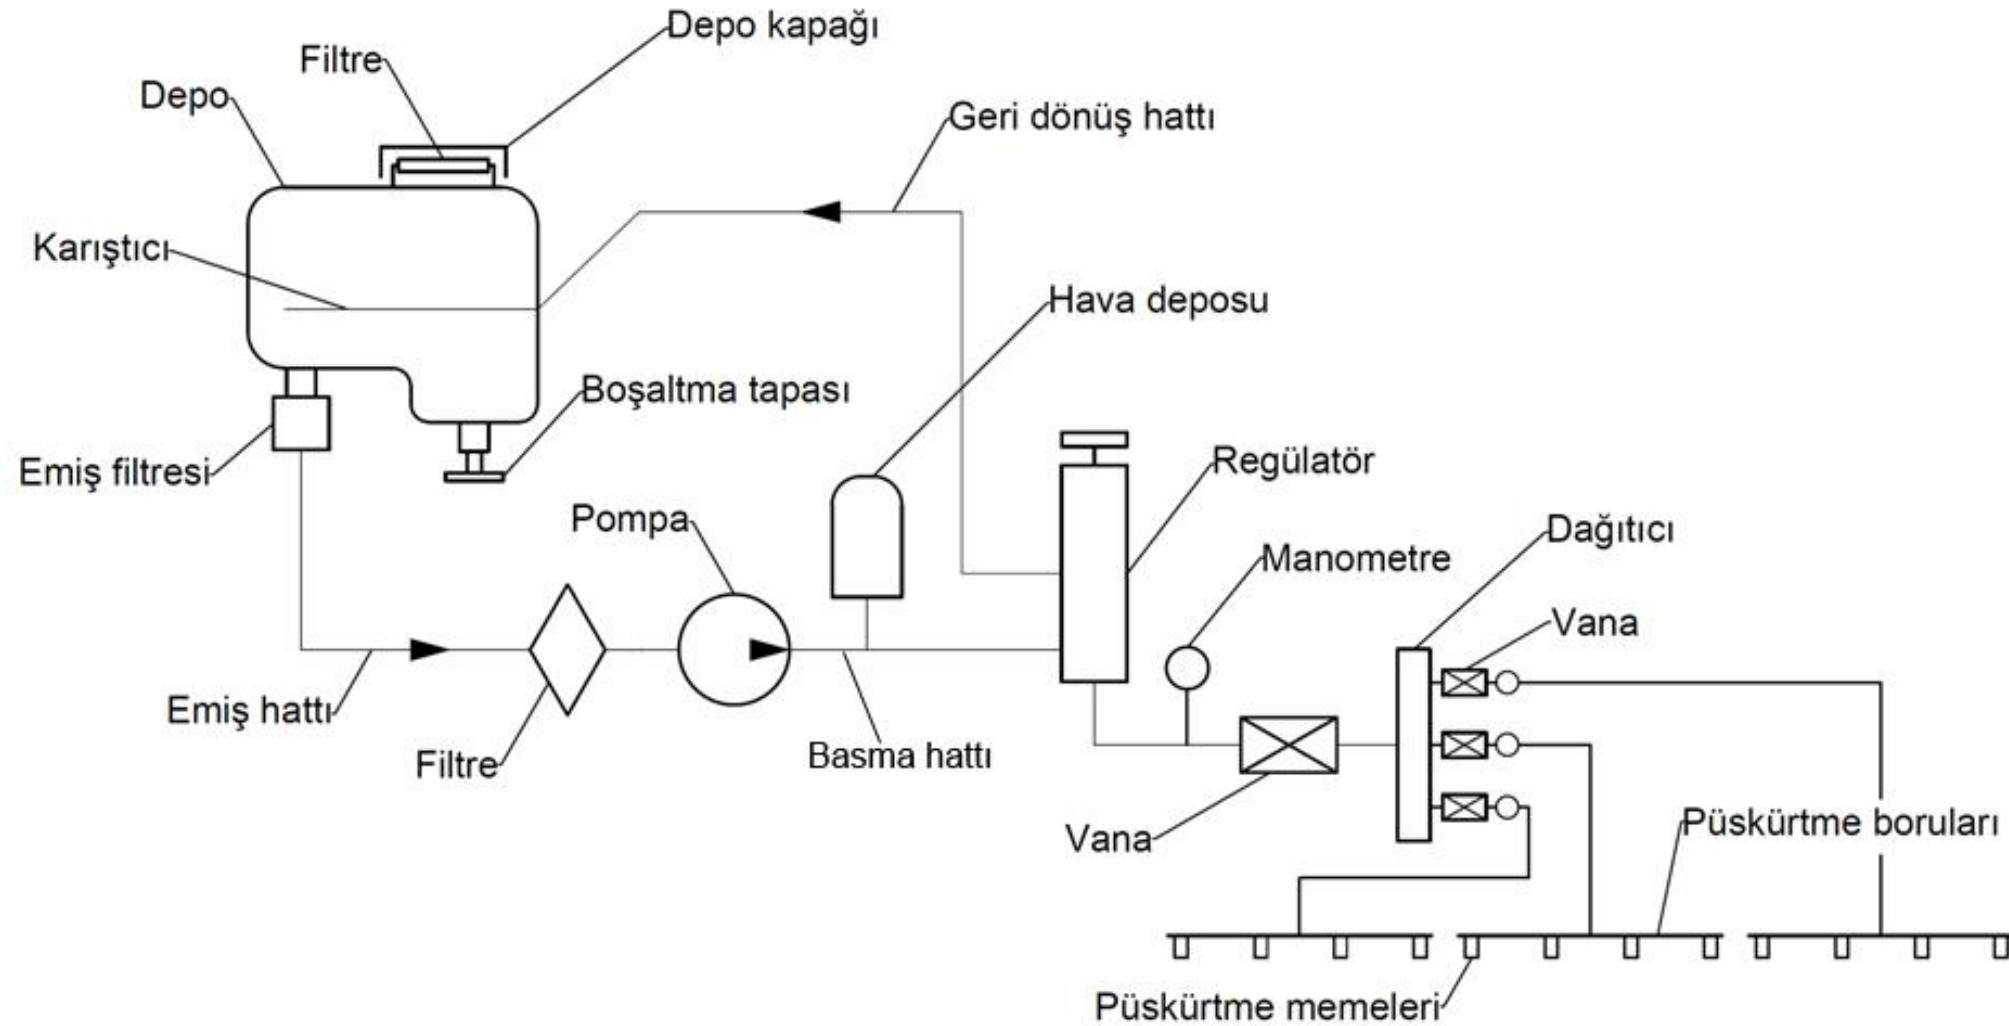 Depo kapağı
Filtre
Depo
Geri dönüş hattı
Karıştıcı
Hava deposu
Boşaltma tapası
Emiş filtresi
Regülatör
Pompa
Dağıtıcı
Manometre
Vana
Emiş hattı
Filtre
Basma hattı
Vana
Püskürtme boruları
Püskürtme memeleri